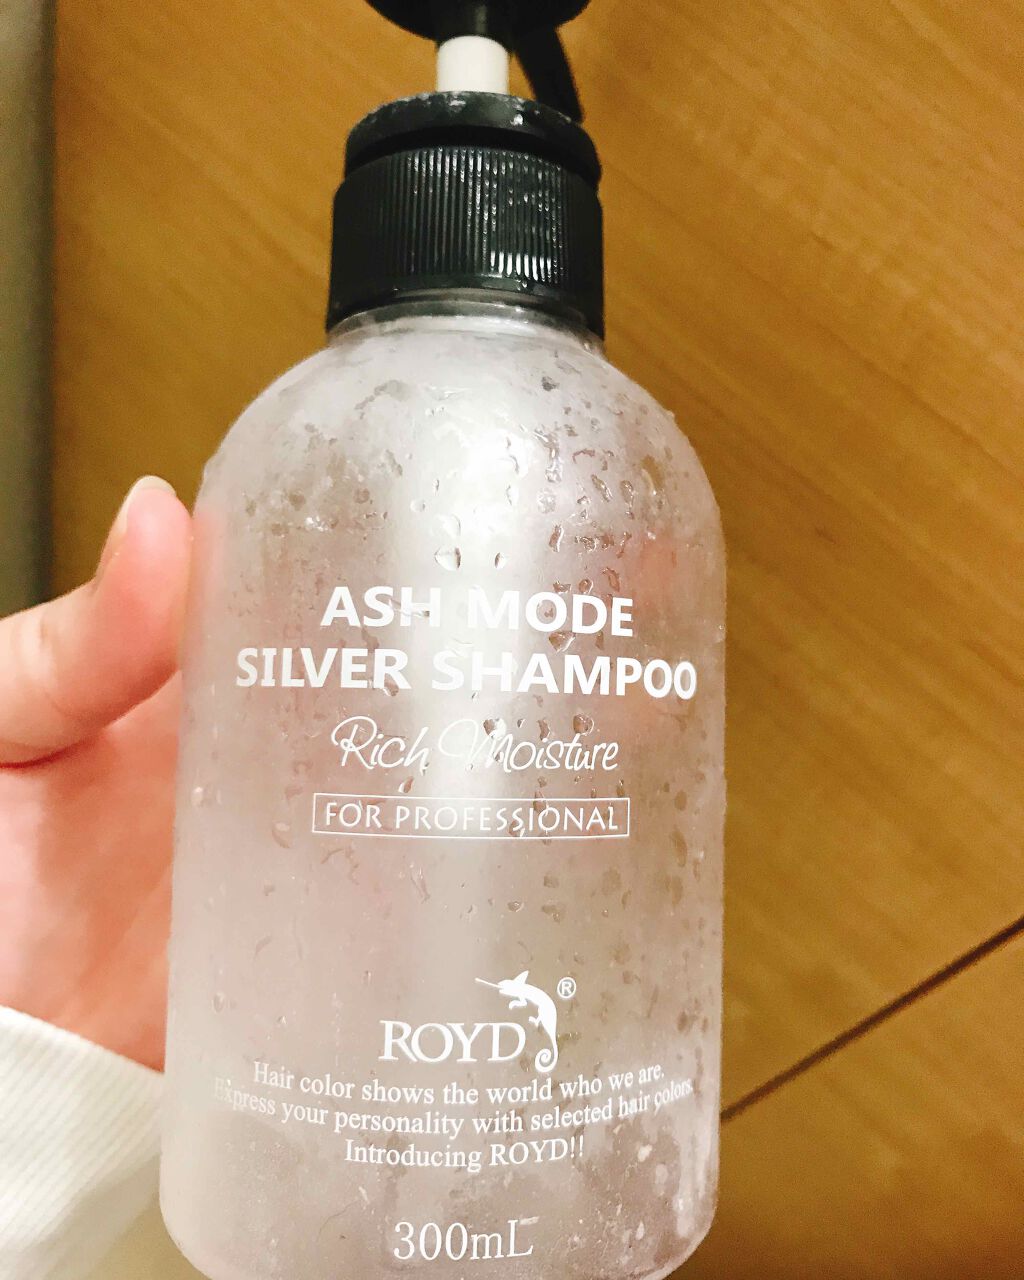 ASH MODE
SILVER SHAMPOO
Rich Moisture
FOR PROFESSIONAL
ROYD®
Hair color shows the world who we are.
Express your personality with selected hair colors.
Introducing ROYD!!
300mL